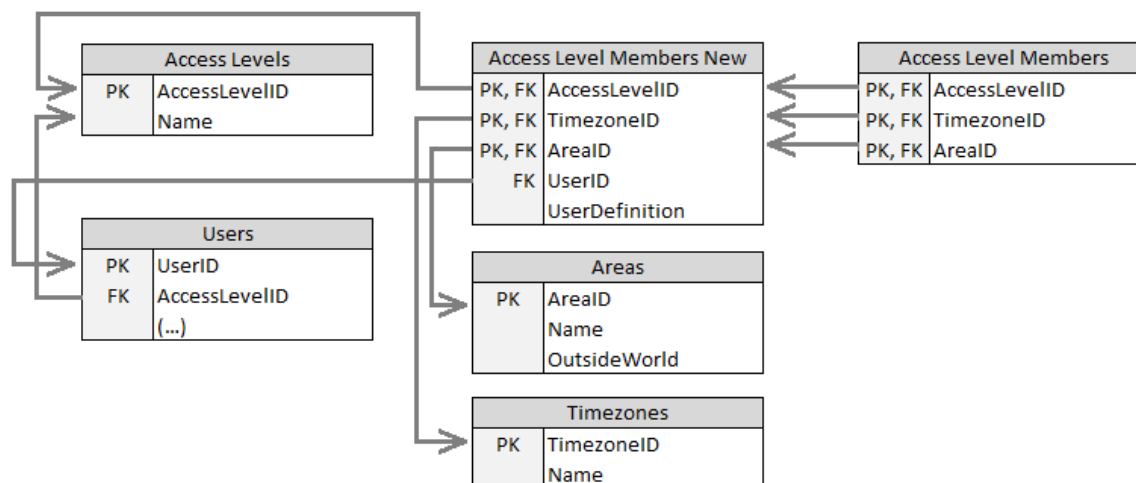 Access Levels
PK AccessLevelID
Name
Users
PK UserID
FK AccessLevelID
(...)
Access Level Members New
PK, FK AccessLevelID
PK, FK TimezoneID
PK, FK AreaID
FK UserID
UserDefinition
Areas
PK AreaID
Name
OutsideWorld
Timezones
PK TimezoneID
Name
Access Level Members
PK, FK AccessLevelID
PK, FK TimezoneID
PK, FK AreaID